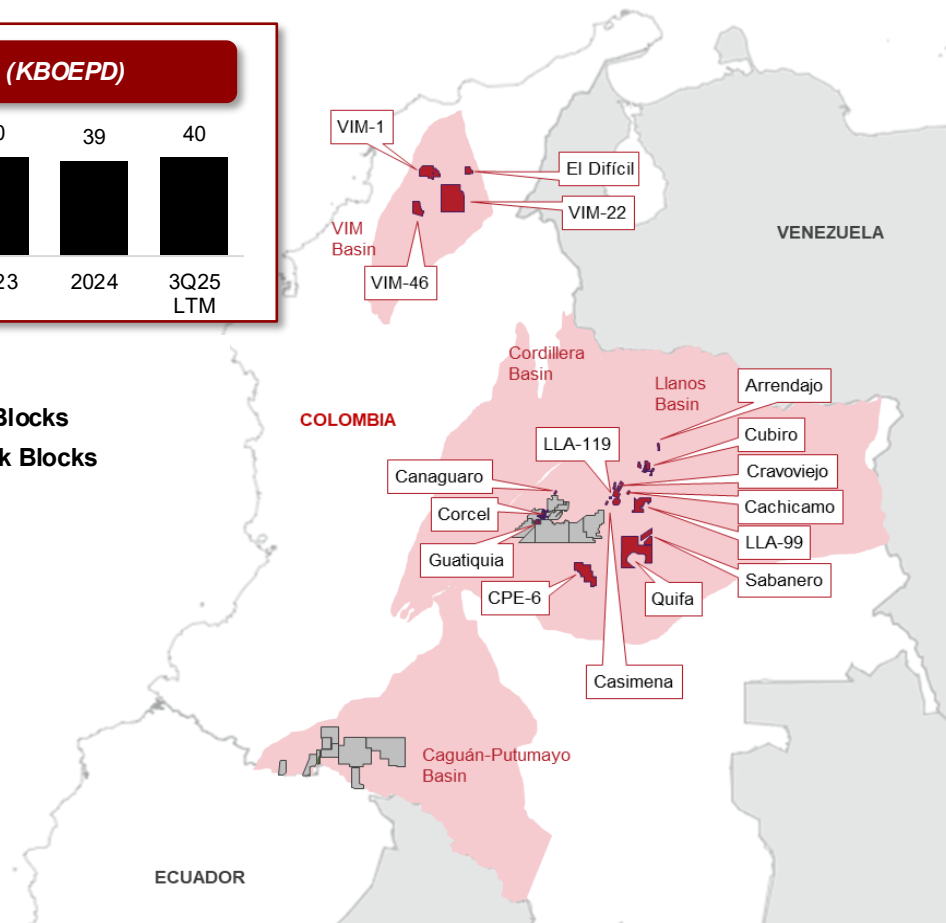 (KBOEPD)
39
40
2024
3Q25
LTM
Blocks
Blocks
VIM-1
El Difícil
VIM-22
VIM
Basin
VIM-46
VENEZUELA
Cordillera
Basin
Llanos
Basin
COLOMBIA
Arrendajo
Cubiro
LLA-119
Cravoviejo
Canaguaro
Cachicamo
Corcel
LLA-99
Guatiquia
Sabanero
CPE-6
Quifa
Casimena
Caguán-Putumayo
Basin
ECUADOR